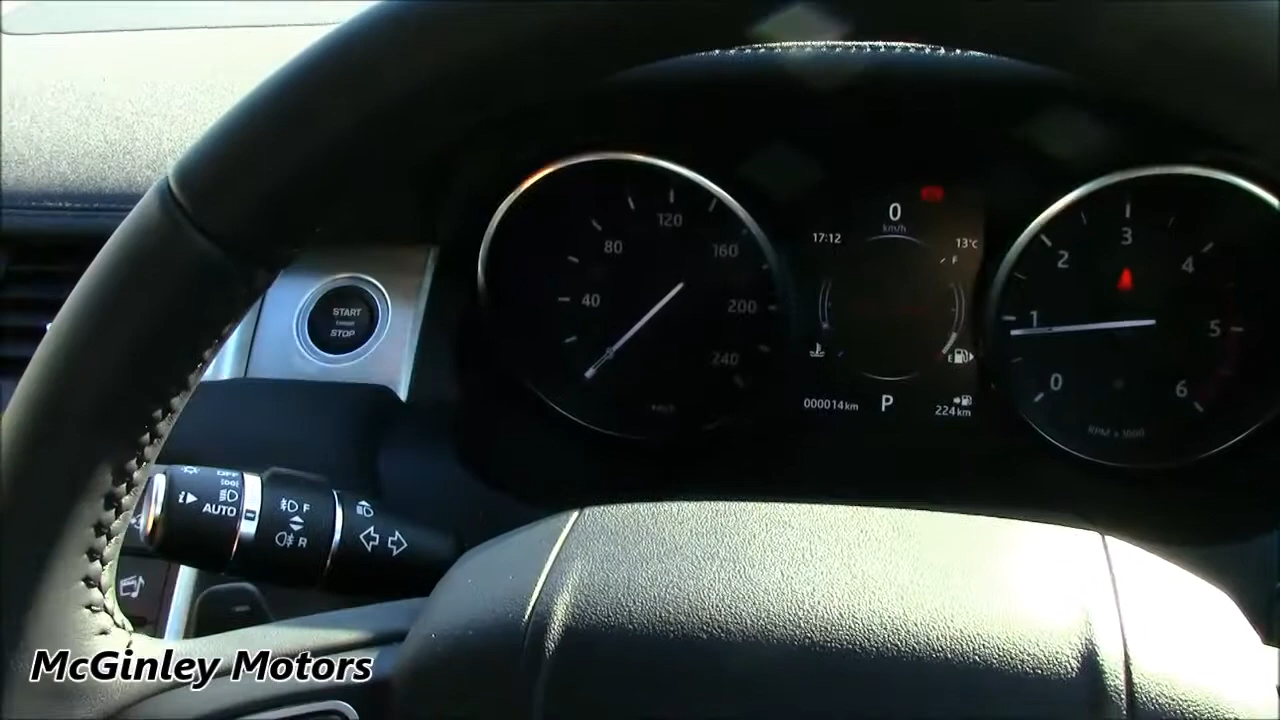 START
STOP
OFF
AUTO
F
R
40
80
120
160
200
240
km/h
0
km/h
17:12
13°C
F
E
000014km
P
224km
0
1
2
3
4
5
6
RPM x 1000
McGinley Motors